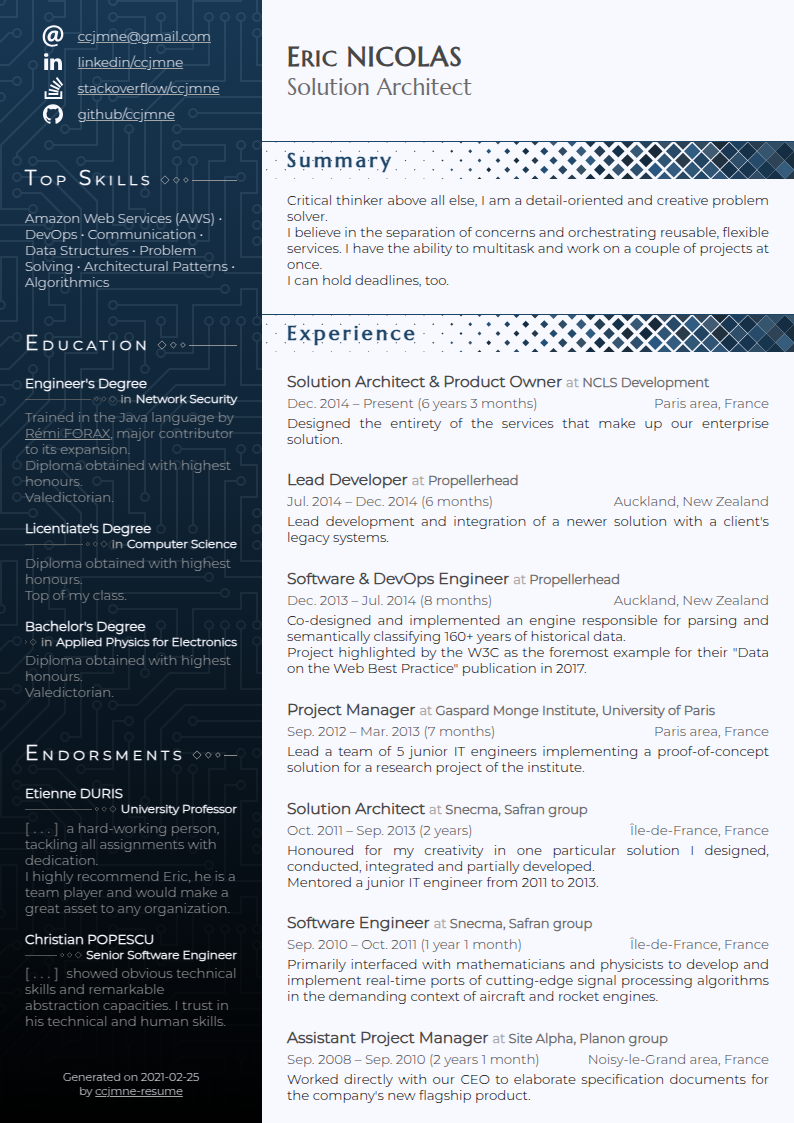 ccjmne@gmail.com
linkedin/ccjmne
stackoverflow/ccjmne
github/ccjmne
Top Skills
Amazon Web Services (AWS) •
DevOps • Communication •
Data Structures • Problem
Solving • Architectural Patterns •
Algorithmics
Education
Engineer's Degree
in Network Security
Trained in the Java language by
Rémi FORAX, major contributor
to its expansion.
Diploma obtained with highest
honours.
Valedictorian.
Licentiate's Degree
in Computer Science
Diploma obtained with highest
honours.
Top of my class.
Bachelor's Degree
in Applied Physics for Electronics
Diploma obtained with highest
honours.
Valedictorian.
Endorsments
Etienne DURIS
University Professor
[ . . . ] a hard-working person,
tackling all assignments with
dedication.
I highly recommend Eric, he is a
team player and would make a
great asset to any organization.
Christian POPESCU
Senior Software Engineer
[ . . . ] showed obvious technical
skills and remarkable
abstraction capacities. I trust in
his technical and human skills.
Generated on 2021-02-25
by ccjmne-resume
Eric NICOLAS
Solution Architect
Summary
Critical thinker above all else, I am a detail-oriented and creative problem
solver.
I believe in the separation of concerns and orchestrating reusable, flexible
services. I have the ability to multitask and work on a couple of projects at
once.
I can hold deadlines, too.
Experience
Solution Architect & Product Owner at NCLS Development
Dec. 2014 – Present (6 years 3 months) Paris area, France
Designed the entirety of the services that make up our enterprise
solution.
Lead Developer at Propellerhead
Jul. 2014 – Dec. 2014 (6 months) Auckland, New Zealand
Lead development and integration of a newer solution with a client's
legacy systems.
Software & DevOps Engineer at Propellerhead
Dec. 2013 – Jul. 2014 (8 months) Auckland, New Zealand
Co-designed and implemented an engine responsible for parsing and
semantically classifying 160+ years of historical data.
Project highlighted by the W3C as the foremost example for their "Data
on the Web Best Practice" publication in 2017.
Project Manager at Gaspard Monge Institute, University of Paris
Sep. 2012 – Mar. 2013 (7 months) Paris area, France
Lead a team of 5 junior IT engineers implementing a proof-of-concept
solution for a research project of the institute.
Solution Architect at Snecma, Safran group
Oct. 2011 – Sep. 2013 (2 years) Île-de-France, France
Honoured for my creativity in one particular solution I designed,
conducted, integrated and partially developed.
Mentored a junior IT engineer from 2011 to 2013.
Software Engineer at Snecma, Safran group
Sep. 2010 – Oct. 2011 (1 year 1 month) Île-de-France, France
Primarily interfaced with mathematicians and physicists to develop and
implement real-time ports of cutting-edge signal processing algorithms
in the demanding context of aircraft and rocket engines.
Assistant Project Manager at Site Alpha, Planon group
Sep. 2008 – Sep. 2010 (2 years 1 month) Noisy-le-Grand area, France
Worked directly with our CEO to elaborate specification documents for
the company's new flagship product.